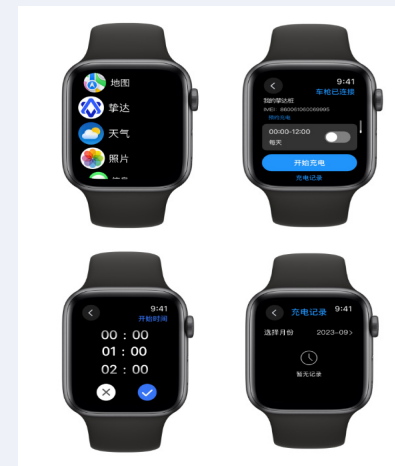 地图
挚达
天气
照片
9:41
车枪已连接
我的挚达桩
预约充电
00:00-12:00
每天
开始充电
充电记录
9:41
开始时间
00 : 00
01 : 00
02 : 00
充电记录 9:41
选择月份 2023-09>
暂无记录